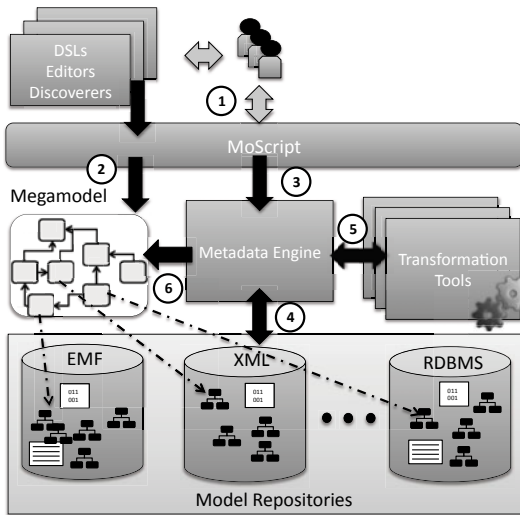 DSLs
Editors
Discoverers
1
MoScript
2
3
Megamodel
Metadata Engine
5
Transformation
Tools
6
4
EMF
XML
RDBMS
011
001
011
001
011
001
Model Repositories